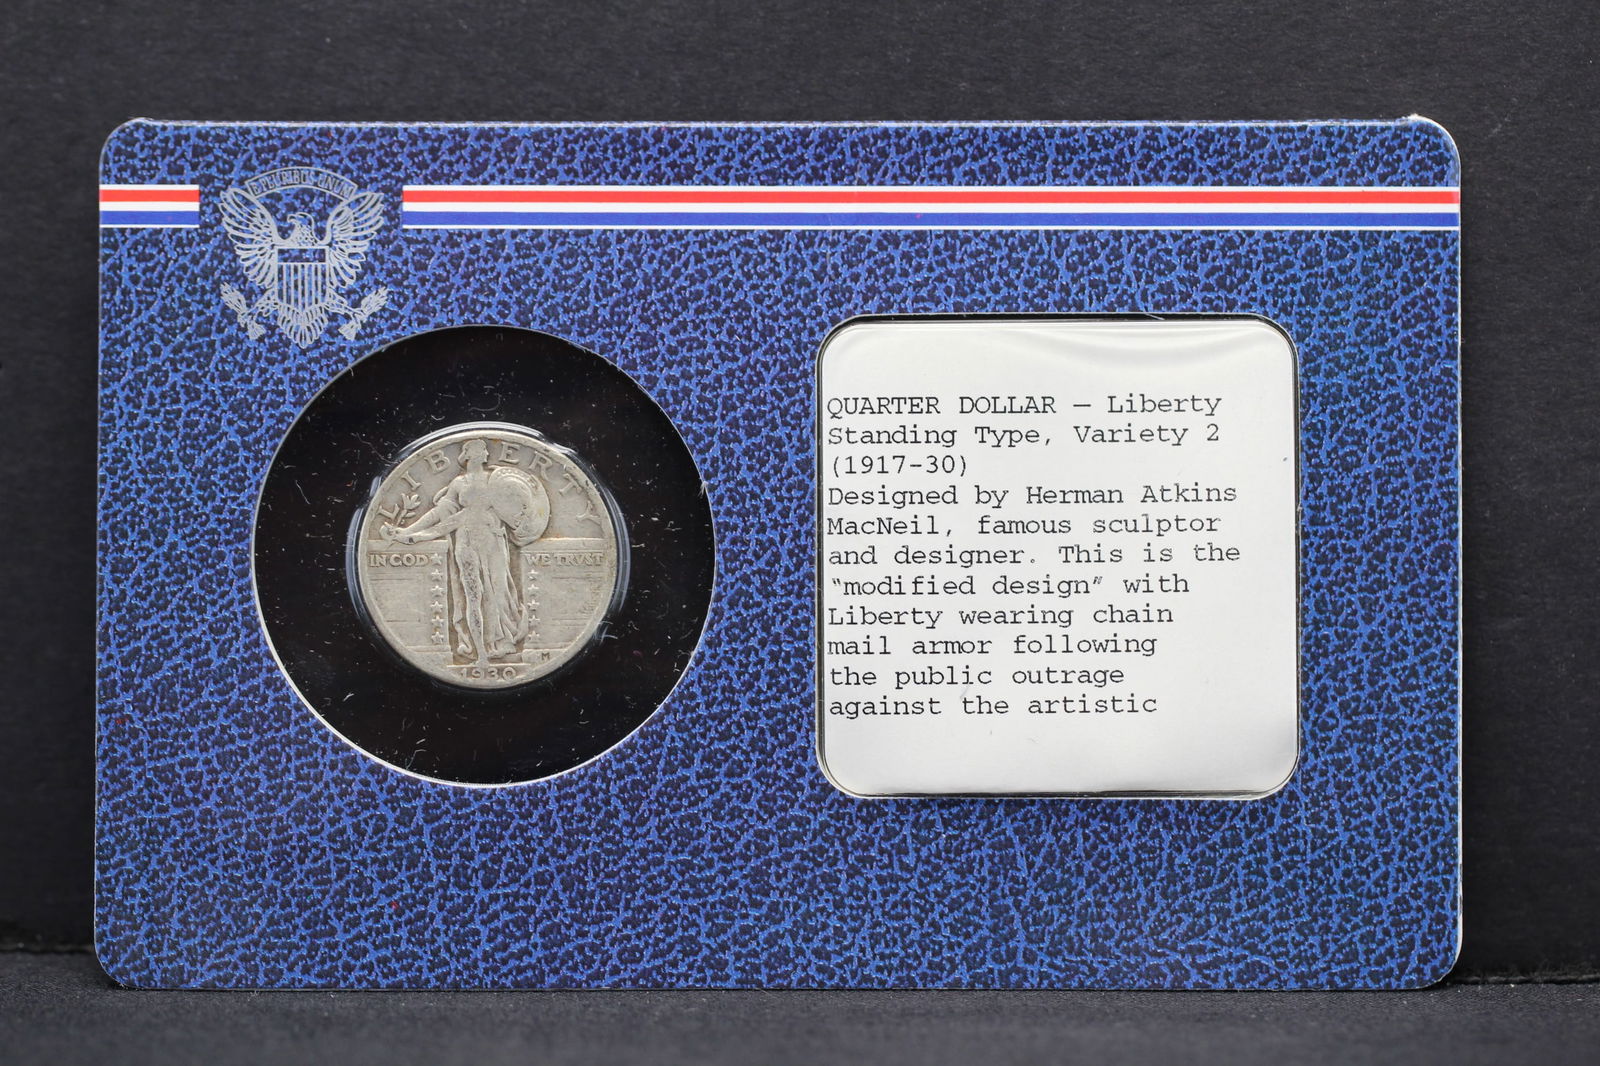 E PLURIBUS UNUM
LIBERTY
IN GOD WE TRUST
M
1930
QUARTER DOLLAR – Liberty
Standing Type, Variety 2
(1917-30)
Designed by Herman Atkins
MacNeil, famous sculptor
and designer. This is the
"modified design" with
Liberty wearing chain
mail armor following
the public outrage
against the artistic